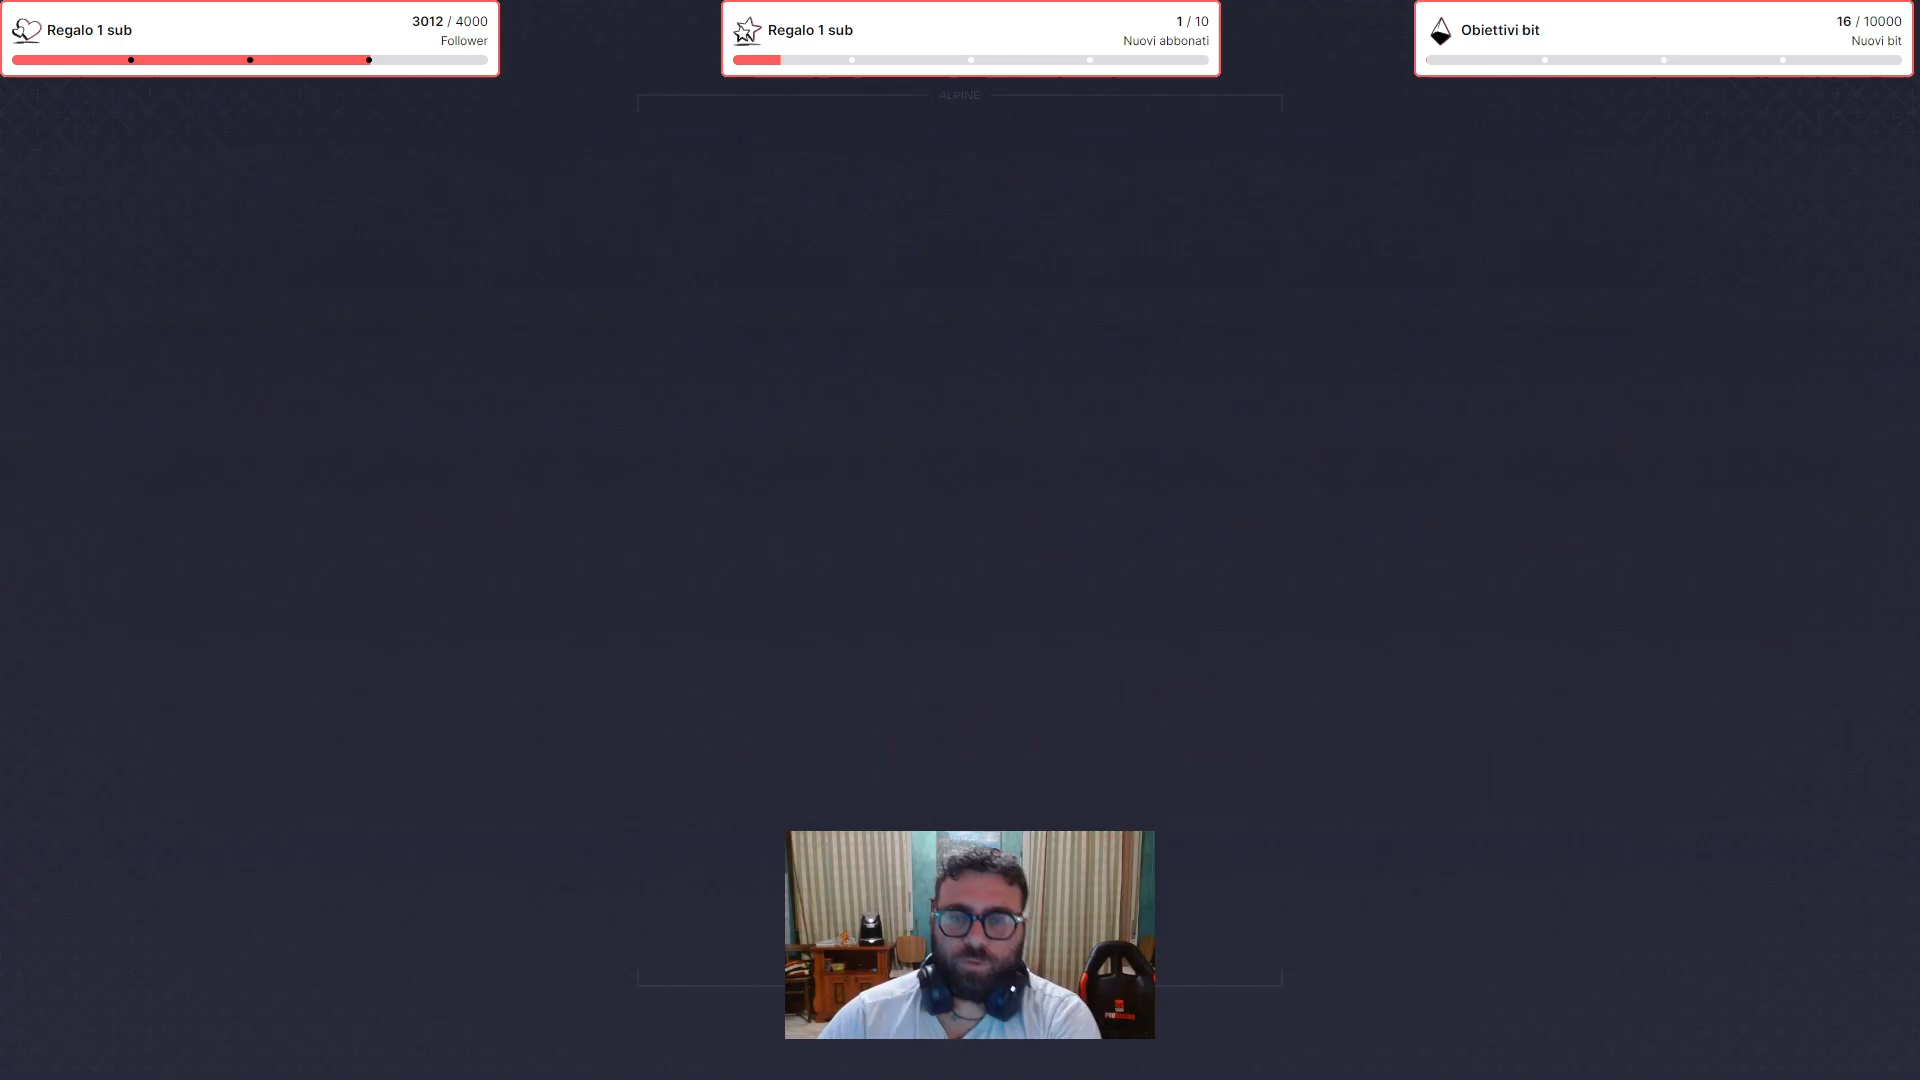 Regalo 1 sub
3012 / 4000
Follower
Regalo 1 sub
1 / 10
Nuovi abbonati
Obiettivi bit
16 / 10000
Nuovi bit
ALPINE